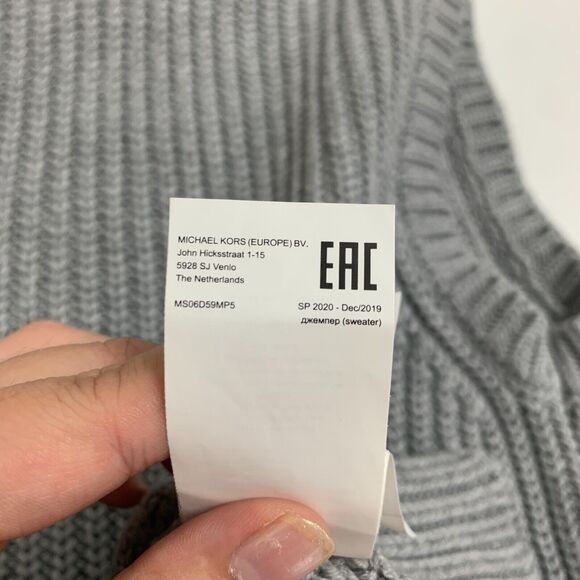 MICHAEL KORS (EUROPE) BV.
John Hicksstraat 1-15
5928 SJ Venlo
The Netherlands
EAC
MS06D59MP5
SP 2020 - Dec/2019
джемпер (sweater)